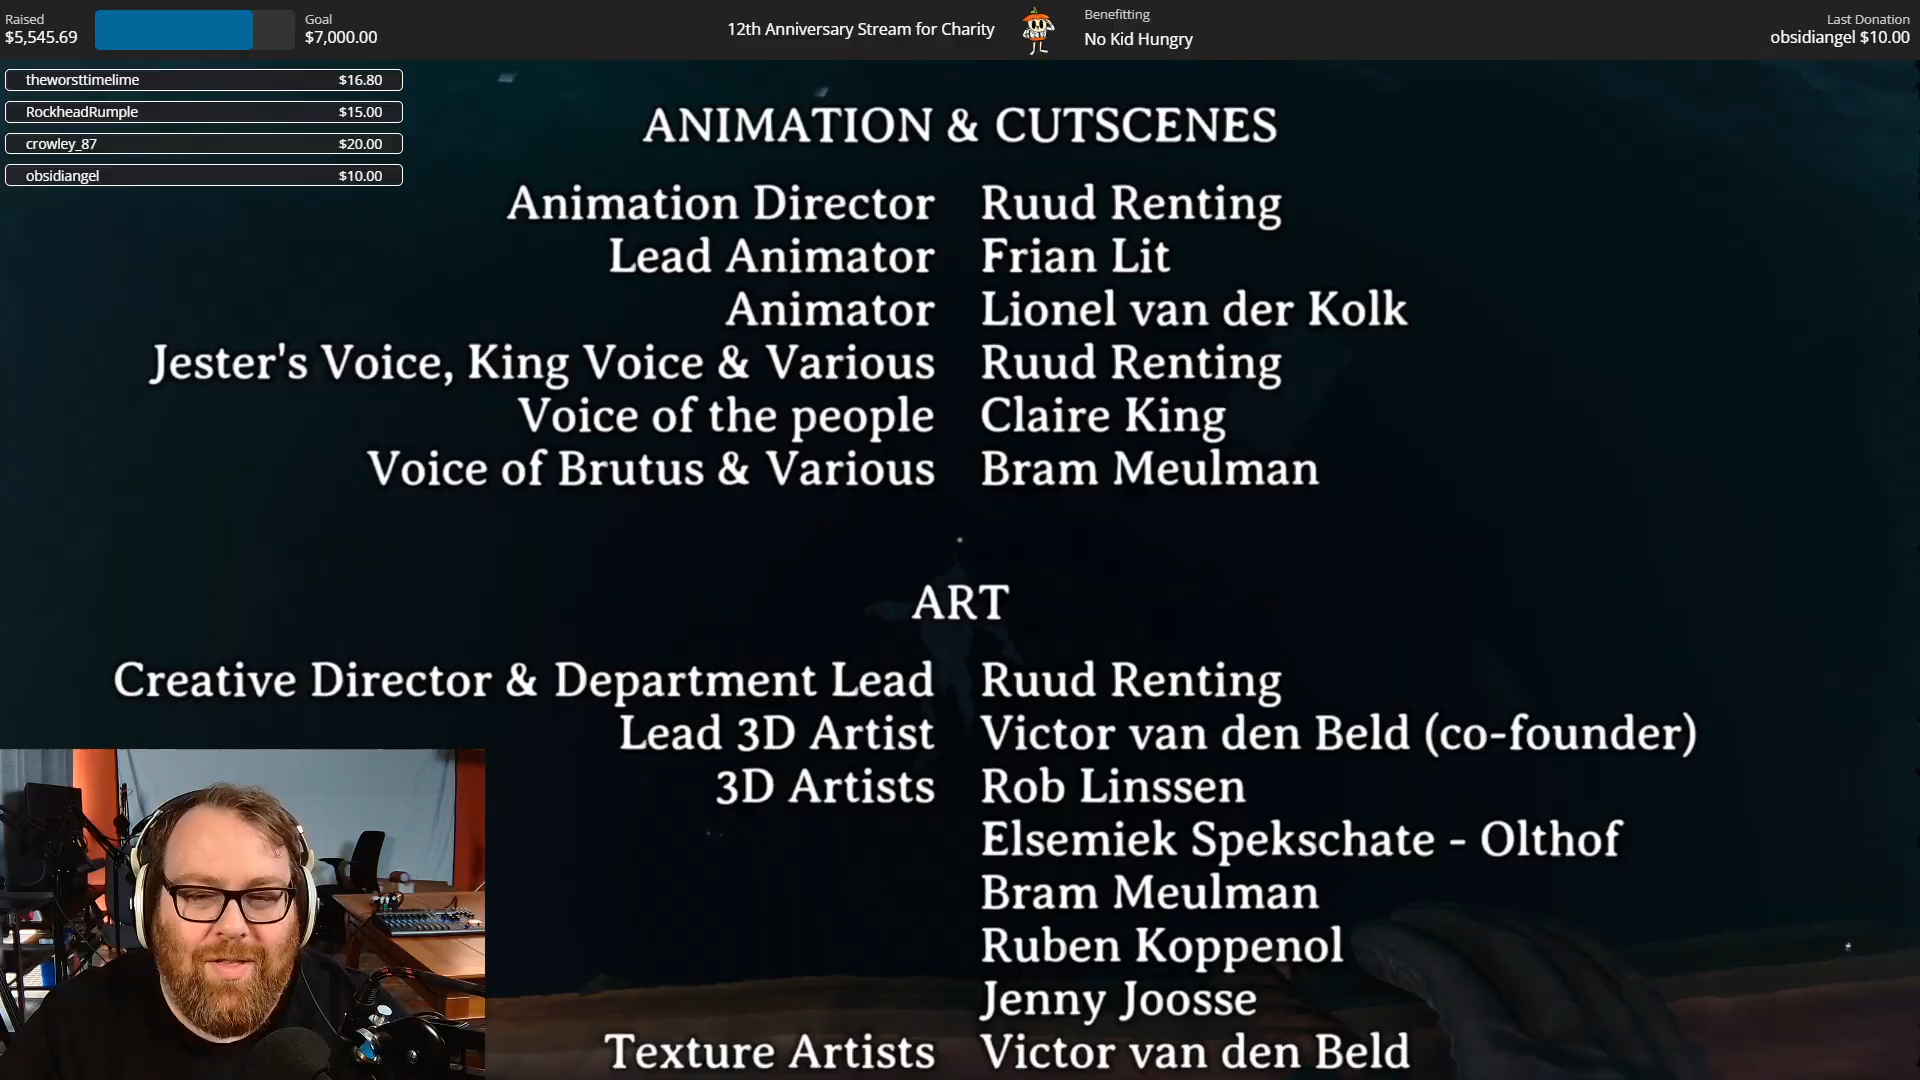 Raised
$5,545.69
Goal
$7,000.00
12th Anniversary Stream for Charity
Benefitting
No Kid Hungry
Last Donation
obsidiangel $10.00
theworsttimelime $16.80
RockheadRumple $15.00
crowley_87 $20.00
obsidiangel $10.00
ANIMATION & CUTSCENES
Animation Director Ruud Renting
Lead Animator Frian Lit
Animator Lionel van der Kolk
Jester's Voice, King Voice & Various Ruud Renting
Voice of the people Claire King
Voice of Brutus & Various Bram Meulman
ART
Creative Director & Department Lead Ruud Renting
Lead 3D Artist Victor van den Beld (co-founder)
3D Artists Rob Linssen
Elsemiek Spekschate - Olthof
Bram Meulman
Ruben Koppenol
Jenny Joosse
Texture Artists Victor van den Beld